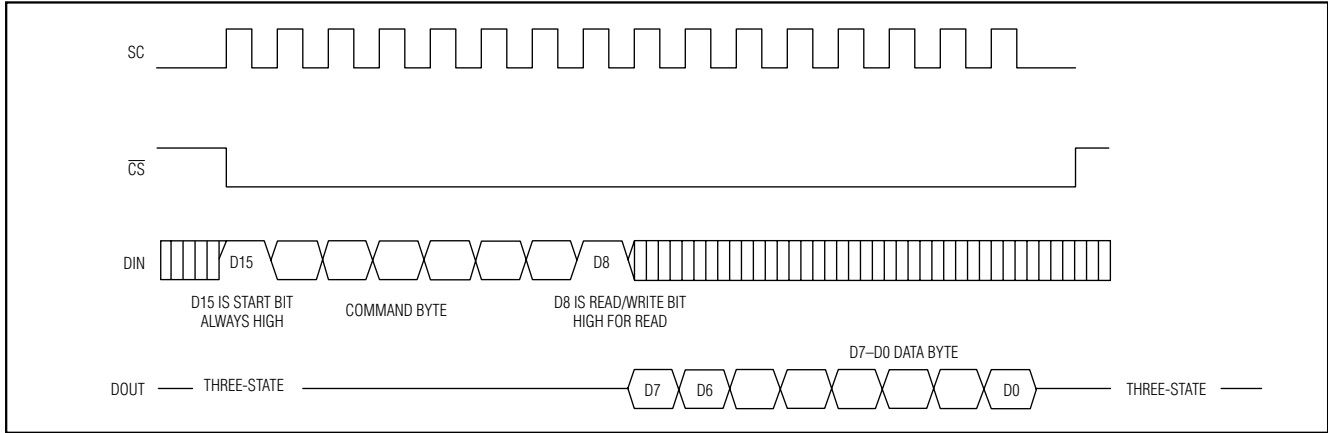 SC
CS
DIN
D15
D8
D15 IS START BIT
ALWAYS HIGH
COMMAND BYTE
D8 IS READ/WRITE BIT
HIGH FOR READ
D7–D0 DATA BYTE
DOUT
THREE-STATE
D7
D6
D0
THREE-STATE